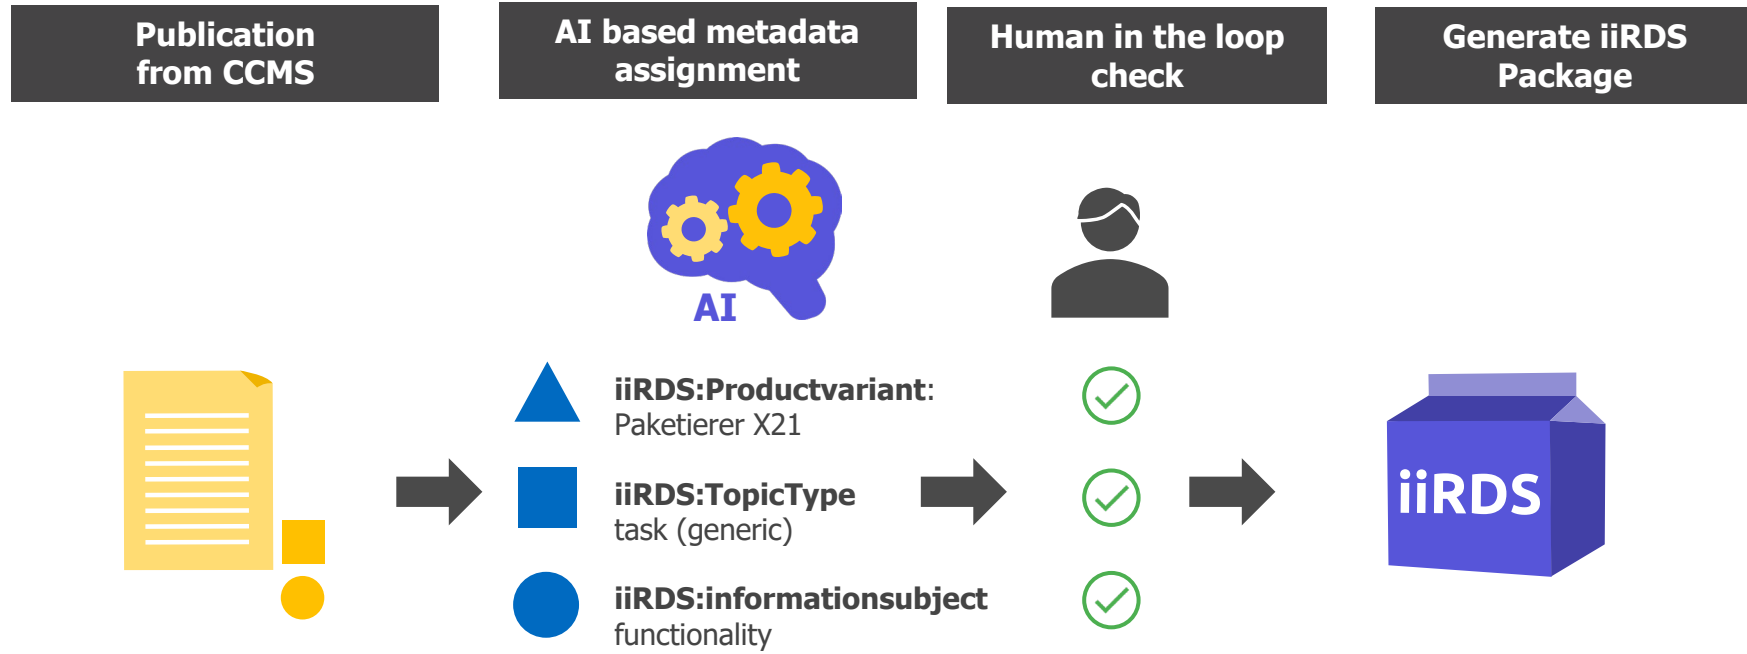 Publication
from CCMS
AI based metadata
assignment
Human in the loop
check
Generate iiRDS
Package
AI
iiRDS:Productvariant:
Paketierer X21
iiRDS:TopicType
task (generic)
iiRDS:informationsubject
functionality
iiRDS